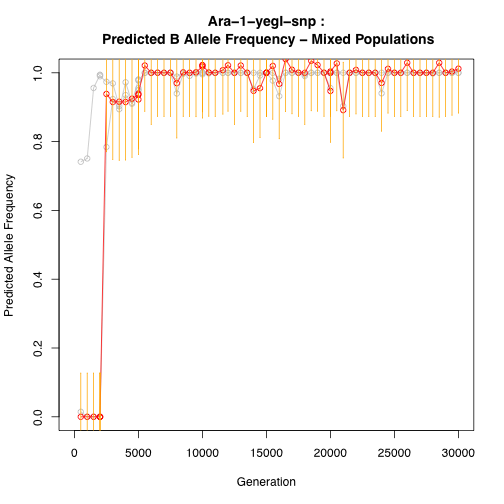 Ara−1−yegl−snp :
Predicted B Allele Frequency − Mixed Populations
Predicted Allele Frequency
1.0
0.8
0.6
0.4
0.2
0.0
0 5000 10000 15000 20000 25000 30000
Generation